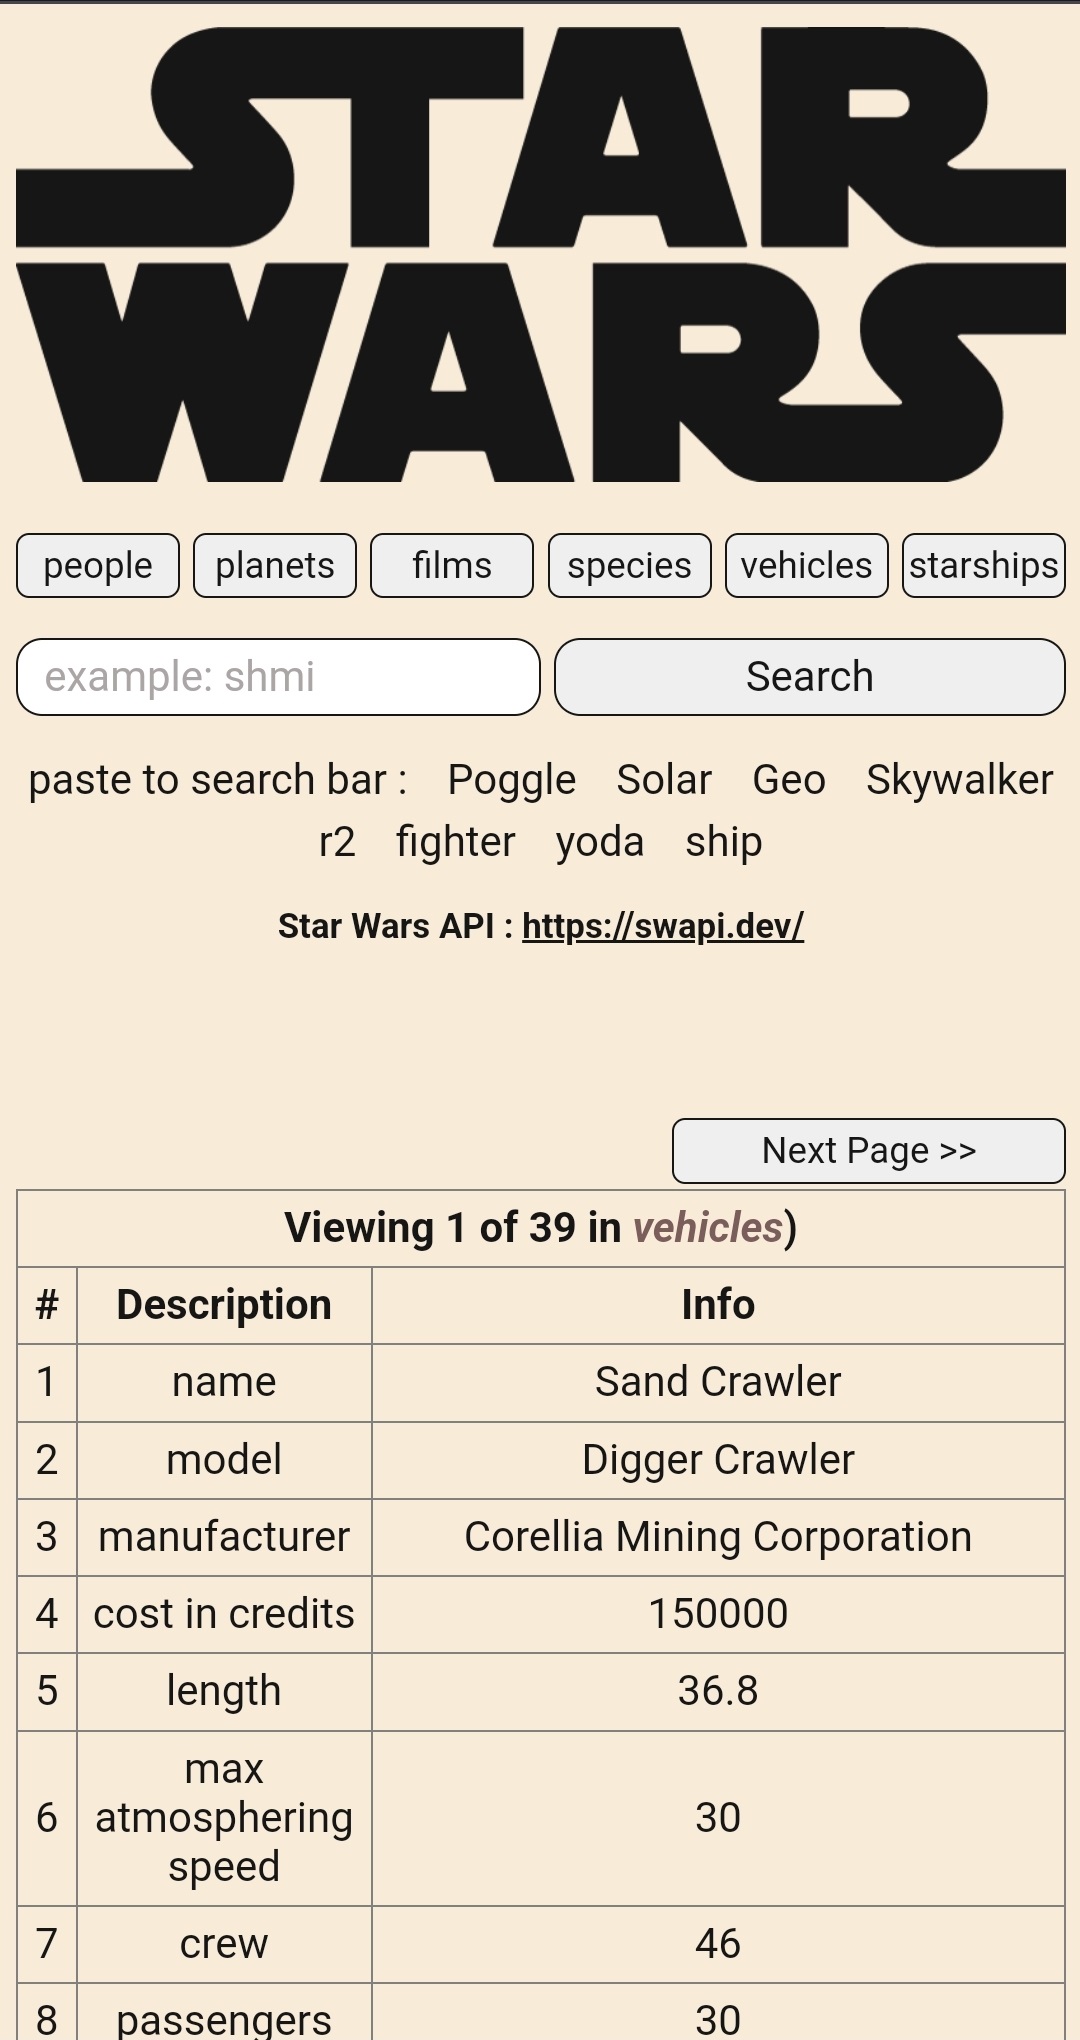 STAR
WARS
people planets films species vehicles starships
example: shmi Search
paste to search bar : Poggle Solar Geo Skywalker
r2 fighter yoda ship
Star Wars API : https://swapi.dev/
Next Page >>
Viewing 1 of 39 in vehicles)
# Description Info
1 name Sand Crawler
2 model Digger Crawler
3 manufacturer Corellia Mining Corporation
4 cost in credits 150000
5 length 36.8
6 max atmosphering speed 30
7 crew 46
8 passengers 30